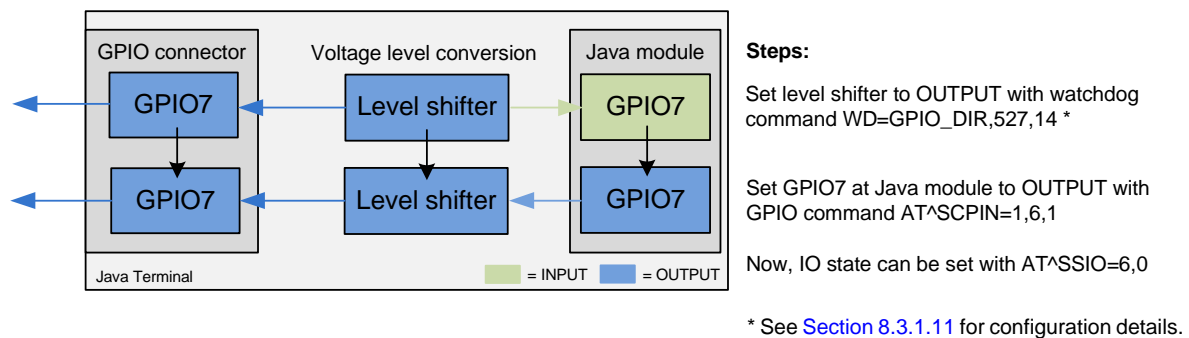 GPIO connector
Voltage level conversion
Java module
Steps:
GPIO7
Level shifter
GPIO7
Set level shifter to OUTPUT with watchdog
command WD=GPIO_DIR,527,14 *
GPIO7
Level shifter
GPIO7
Set GPIO7 at Java module to OUTPUT with
GPIO command AT^SCPIN=1,6,1
Now, IO state can be set with AT^SSIO=6,0
Java Terminal
= INPUT
= OUTPUT
* See Section 8.3.1.11 for configuration details.